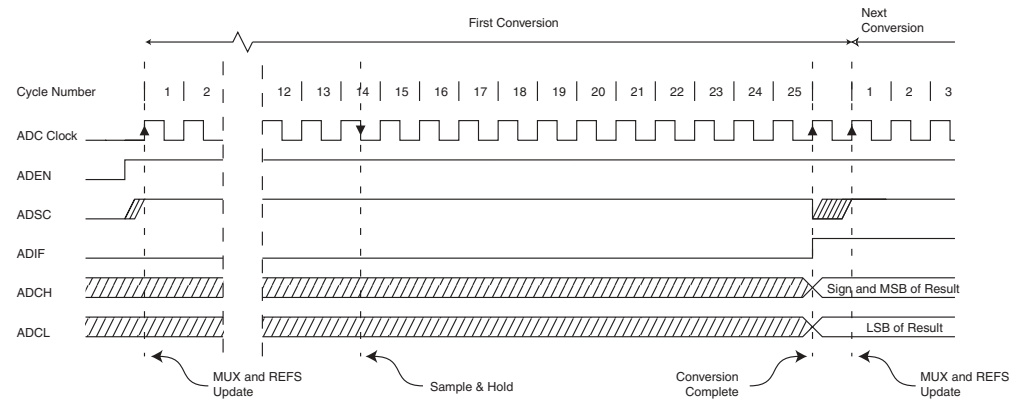 First Conversion
Next
Conversion
Cycle Number 1 2 12 13 14 15 16 17 18 19 20 21 22 23 24 25 1 2 3
ADC Clock
ADEN
ADSC
ADIF
ADCH Sign and MSB of Result
ADCL LSB of Result
MUX and REFS
Update
Sample & Hold
Conversion
Complete
MUX and REFS
Update